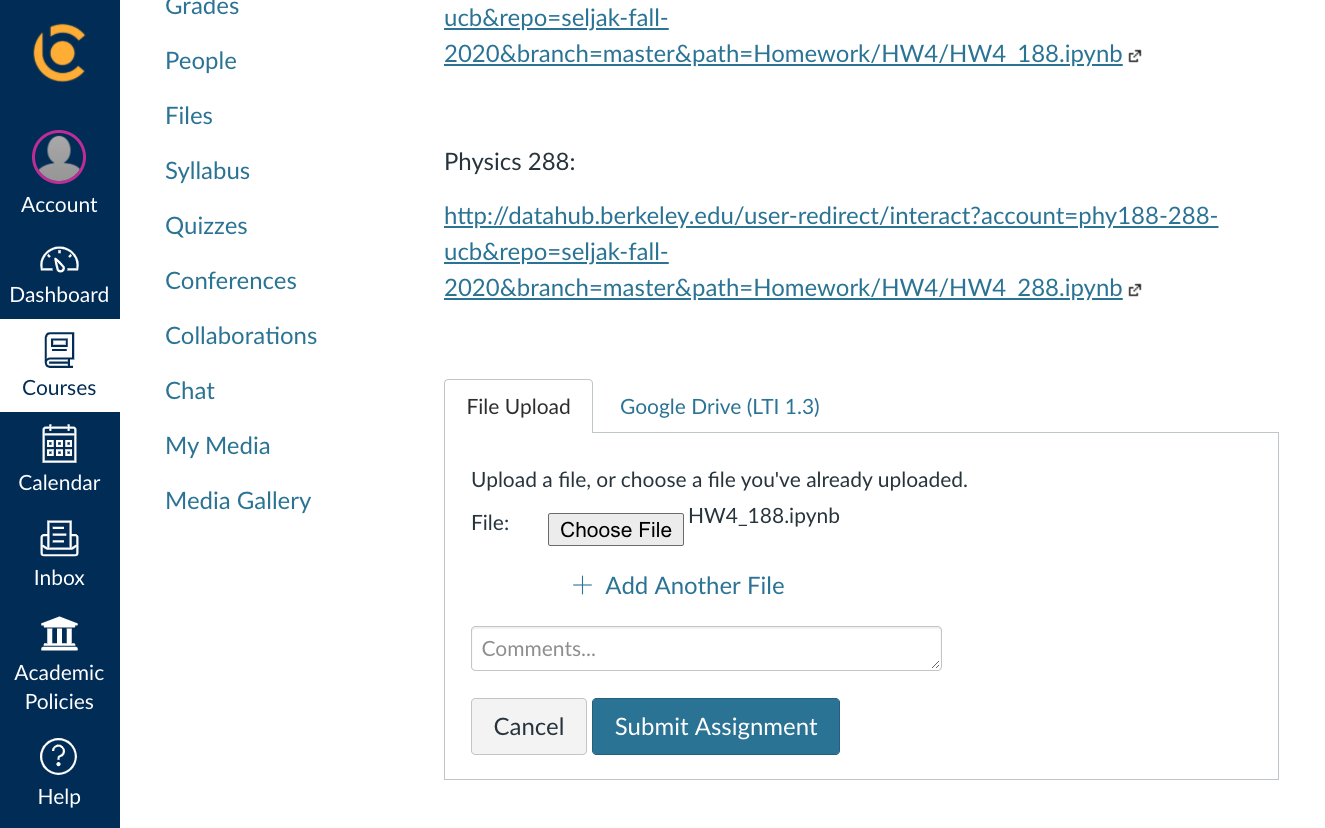 Grades
People
Files
Syllabus
Quizzes
Conferences
Collaborations
Chat
My Media
Media Gallery
Account
Dashboard
Courses
Calendar
Inbox
Academic
Policies
Help
ucb&repo=seljak-fall-
2020&branch=master&path=Homework/HW4/HW4_188.ipynb
Physics 288:
http://datahub.berkeley.edu/user-redirect/interact?account=phy188-288-
ucb&repo=seljak-fall-
2020&branch=master&path=Homework/HW4/HW4_288.ipynb
File Upload
Google Drive (LTI 1.3)
Upload a file, or choose a file you've already uploaded.
File: Choose File HW4_188.ipynb
+ Add Another File
Comments...
Cancel Submit Assignment